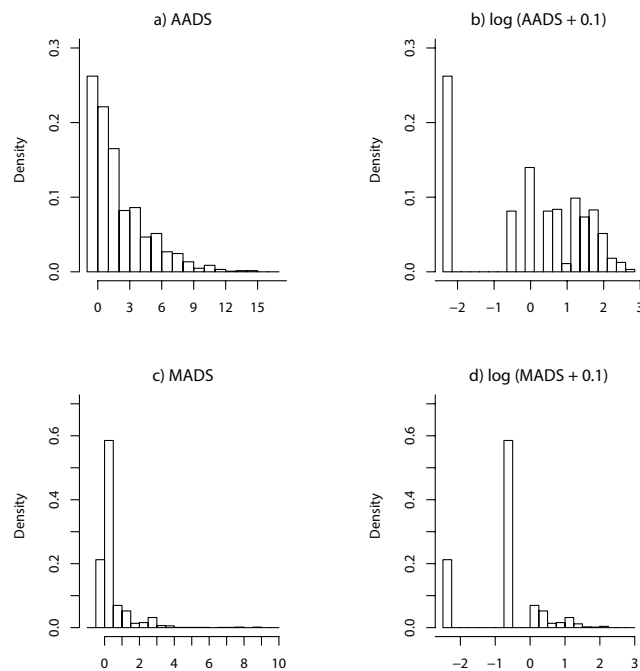 a) AADS
b) log (AADS + 0.1)
Density
0.3
0.2
0.1
0.0
0 3 6 9 12 15
Density
0.3
0.2
0.1
0.0
−2 −1 0 1 2 3
c) MADS
d) log (MADS + 0.1)
Density
0.6
0.4
0.2
0.0
0 2 4 6 8 10
Density
0.6
0.4
0.2
0.0
−2 −1 0 1 2 3